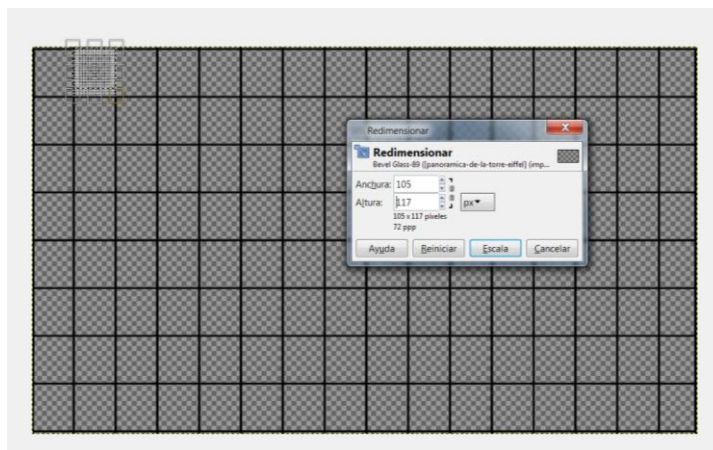 Redimensionar
Redimensionar
Bevel Glass-89 ([panoramica-de-la-torre-eiffel] (imp...
Anchura: 105
Altura: 117 px
105 x 117 píxeles
72 ppp
Ayuda Reiniciar Escala Cancelar